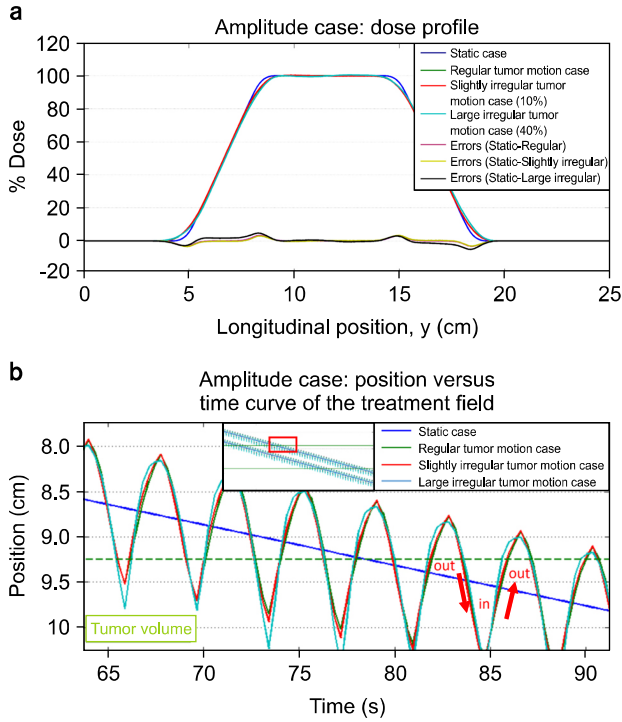 a
Amplitude case: dose profile
Static case
Regular tumor motion case
Slightly irregular tumor
motion case (10%)
Large irregular tumor
motion case (40%)
Errors (Static-Regular)
Errors (Static-Slightly irregular)
Errors (Static-Large irregular)
120
100
80
60
40
20
0
-20
% Dose
0
5
10
15
20
25
Longitudinal position, y (cm)
b
Amplitude case: position versus
time curve of the treatment field
Static case
Regular tumor motion case
Slightly irregular tumor motion case
Large irregular tumor motion case
8.0
8.5
9.0
9.5
10
Position (cm)
out
in
out
Tumor volume
65
70
75
80
85
90
Time (s)